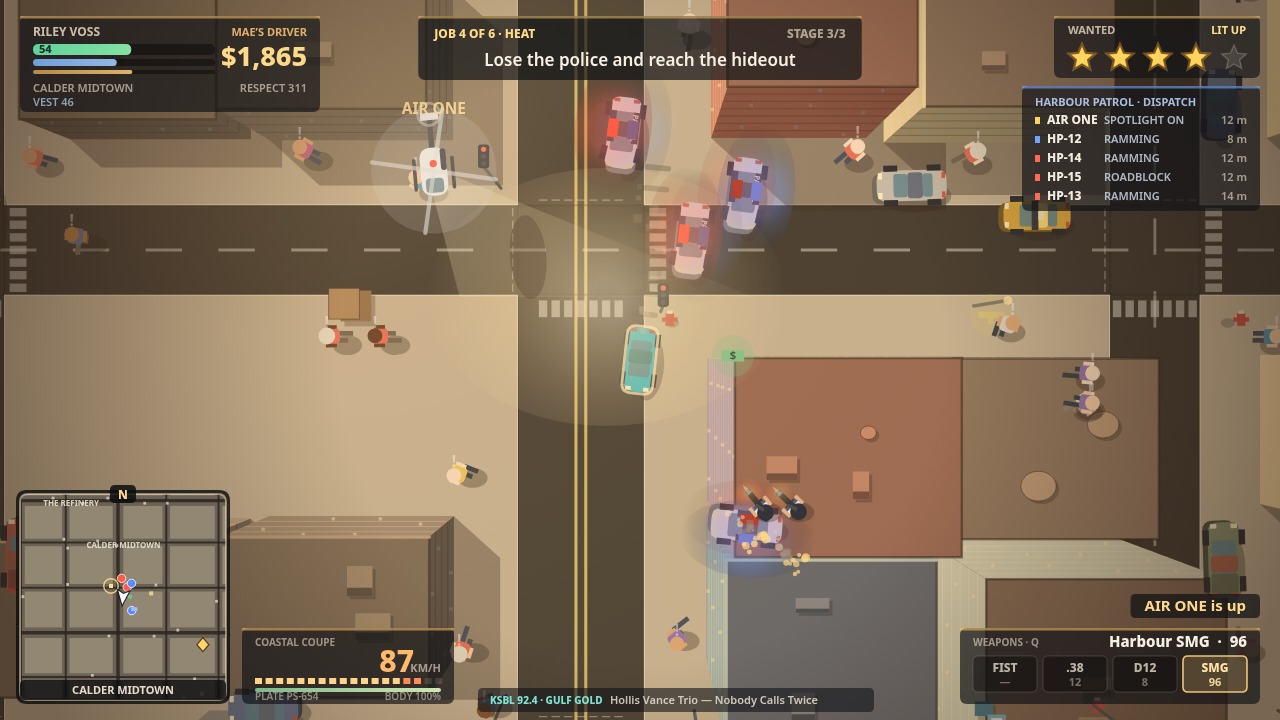 RILEY VOSS
MAE'S DRIVER
54
$1,865
CALDER MIDTOWN
RESPECT 311
VEST 46
JOB 4 OF 6 · HEAT
STAGE 3/3
Lose the police and reach the hideout
WANTED
LIT UP
HARBOUR PATROL · DISPATCH
AIR ONE SPOTLIGHT ON 12 m
HP-12 RAMMING 8 m
HP-14 RAMMING 12 m
HP-15 ROADBLOCK 12 m
HP-13 RAMMING 14 m
AIR ONE
$
N
THE REFINERY
CALDER MIDTOWN
CALDER MIDTOWN
COASTAL COUPE
87 KM/H
PLATE PS-654
BODY 100%
KSBL 92.4 · GULF GOLD Hollis Vance Trio — Nobody Calls Twice
AIR ONE is up
WEAPONS · Q
Harbour SMG · 96
FIST
—
.38
12
D12
8
SMG
96